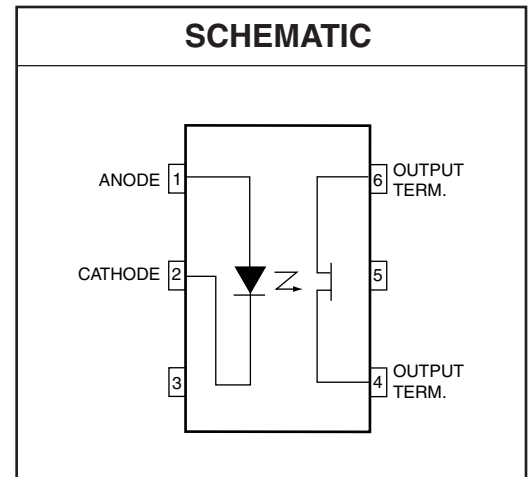 SCHEMATIC
ANODE 1
CATHODE 2
3
6 OUTPUT
TERM.
5
4 OUTPUT
TERM.